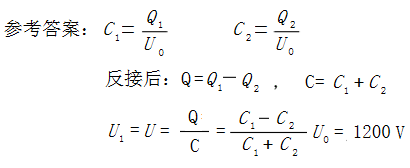 参考答案： C₁＝Q₁/U₀  C₂＝Q₂/U₀
反接后：Q＝Q₁－Q₂ ， C＝ C₁＋C₂
U₁＝U＝ Q/C ＝ (C₁－C₂)/(C₁＋C₂) U₀＝ 1200 V